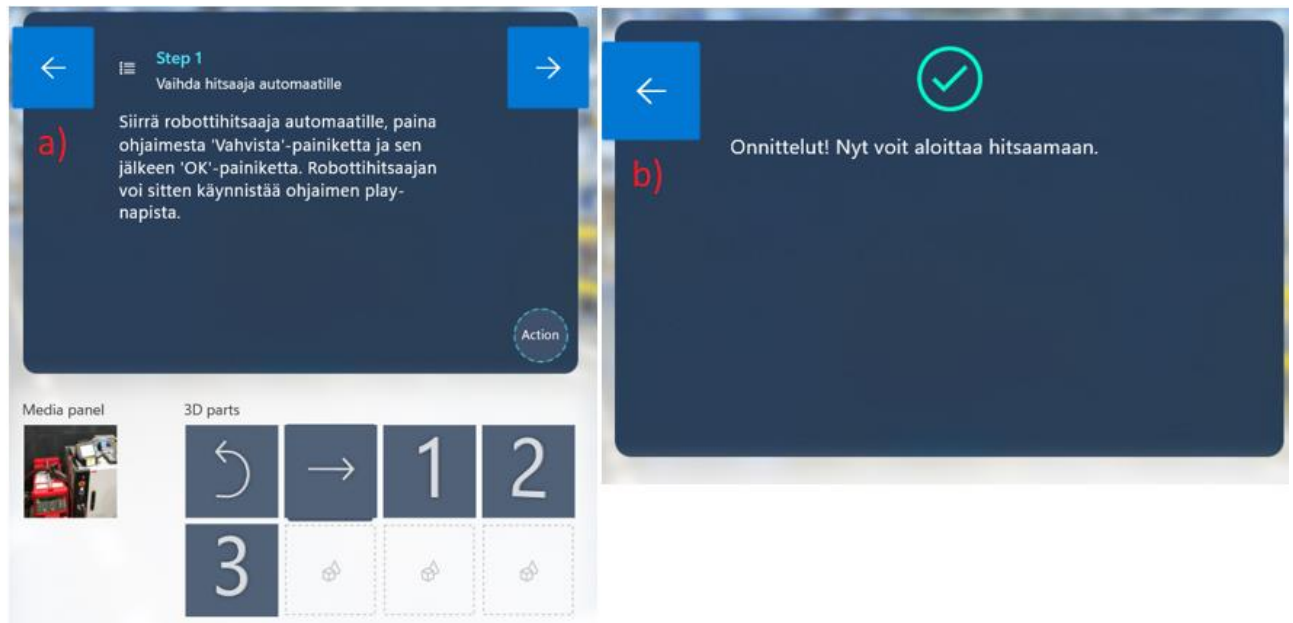 Step 1
Vaihda hitsaaja automaatille
a)
Siirrä robottihitsaaja automaatille, paina
ohjaimesta 'Vahvista'-painiketta ja sen
jälkeen 'OK'-painiketta. Robottihitsaajan
voi sitten käynnistää ohjaimen play-
napista.
Action
Media panel
3D parts
1
2
3
Onnittelut! Nyt voit aloittaa hitsaamaan.
b)